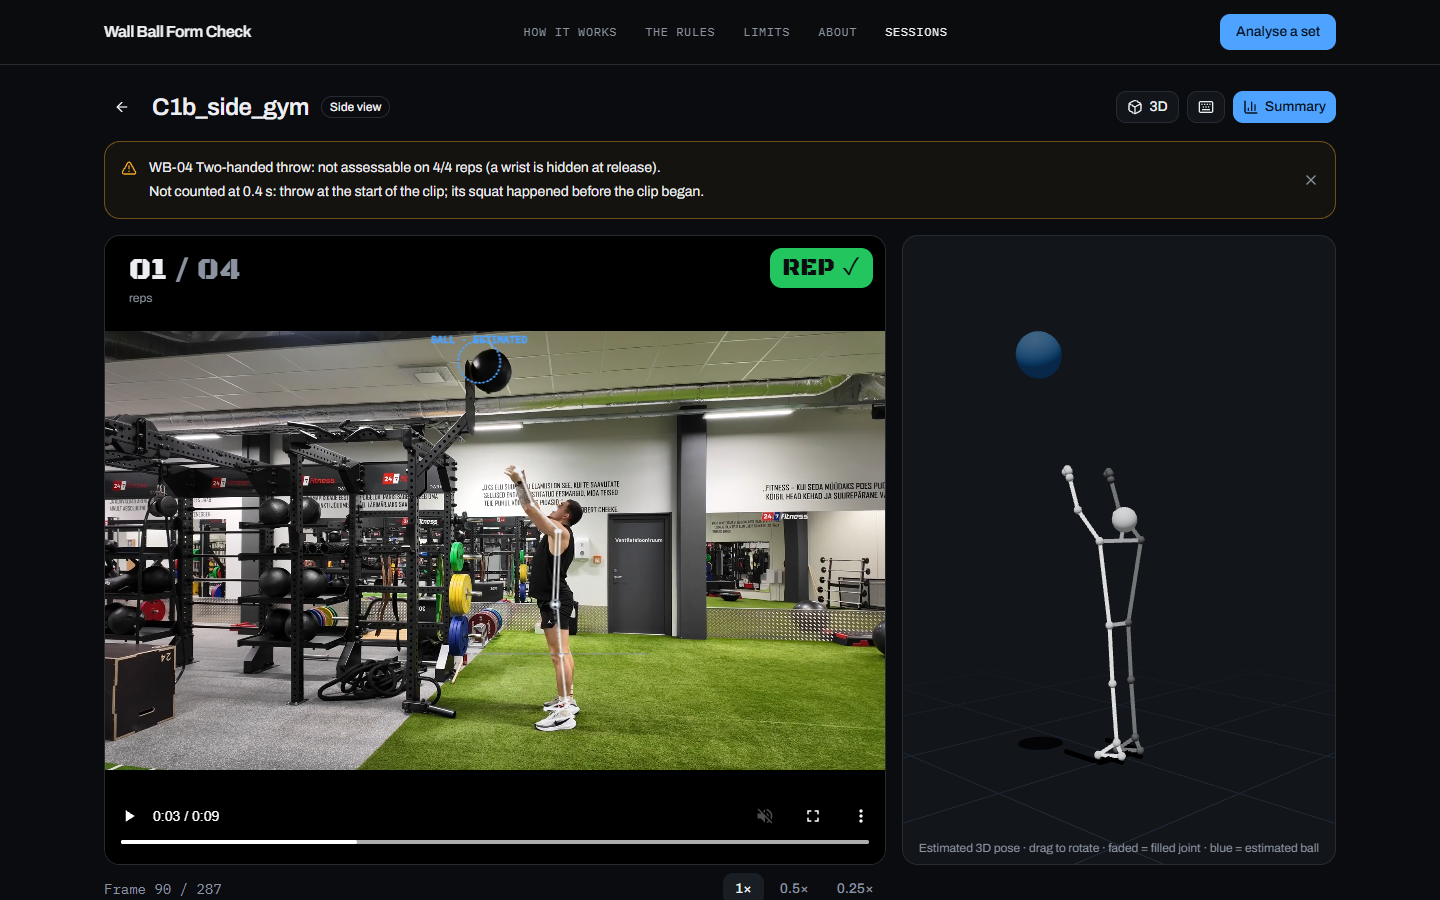 Wall Ball Form Check
HOW IT WORKS
THE RULES
LIMITS
ABOUT
SESSIONS
Analyse a set
C1b_side_gym
Side view
3D
Summary
WB-04 Two-handed throw: not assessable on 4/4 reps (a wrist is hidden at release).
Not counted at 0.4 s: throw at the start of the clip; its squat happened before the clip began.
01 / 04
reps
REP ✓
BALL - ESTIMATED
Ventilatsiooniruum
24 7 fitness
0:03 / 0:09
Estimated 3D pose · drag to rotate · faded = filled joint · blue = estimated ball
Frame 90 / 287
1×
0.5×
0.25×